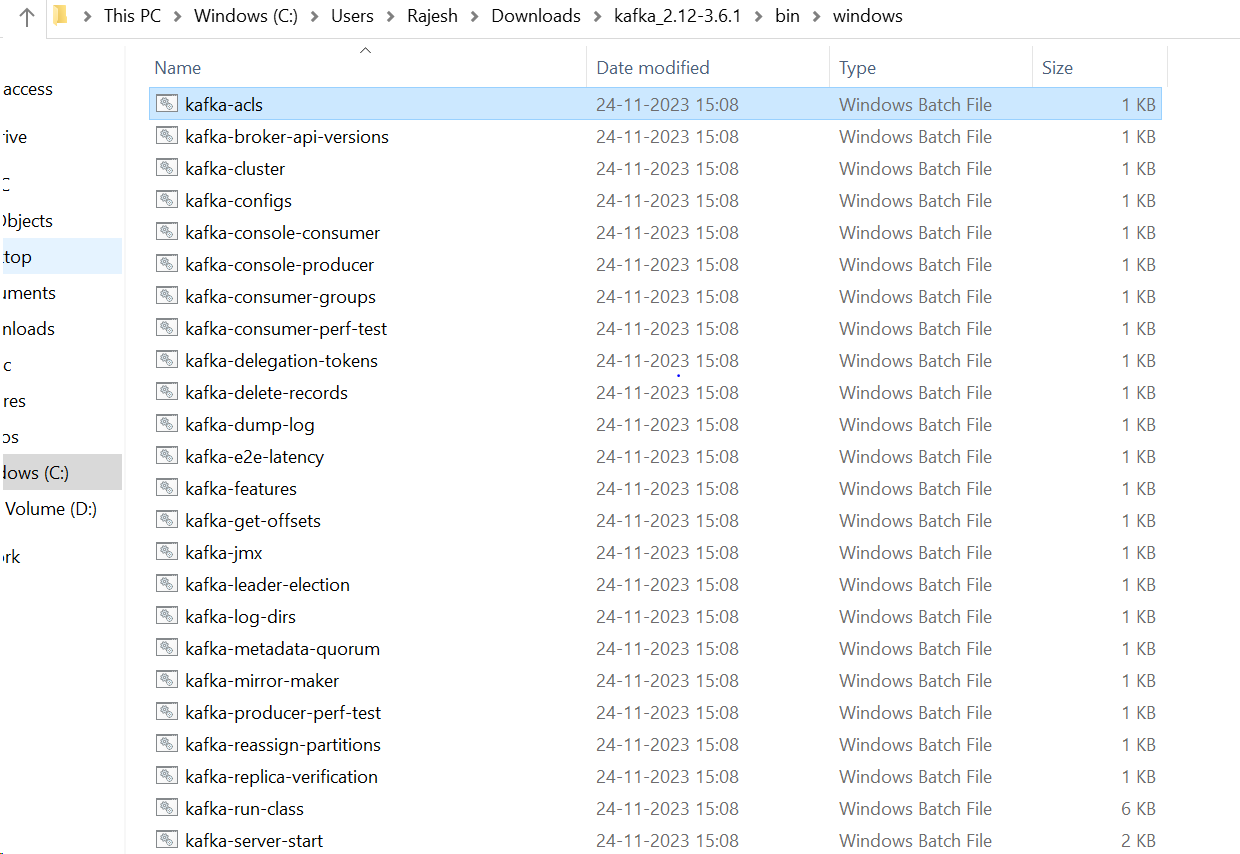 This PC > Windows (C:) > Users > Rajesh > Downloads > kafka_2.12-3.6.1 > bin > windows
Name Date modified Type Size
access
rive
C
Objects
top
uments
nloads
c
res
os
dows (C:)
Volume (D:)
rk
kafka-acls 24-11-2023 15:08 Windows Batch File 1 KB
kafka-broker-api-versions 24-11-2023 15:08 Windows Batch File 1 KB
kafka-cluster 24-11-2023 15:08 Windows Batch File 1 KB
kafka-configs 24-11-2023 15:08 Windows Batch File 1 KB
kafka-console-consumer 24-11-2023 15:08 Windows Batch File 1 KB
kafka-console-producer 24-11-2023 15:08 Windows Batch File 1 KB
kafka-consumer-groups 24-11-2023 15:08 Windows Batch File 1 KB
kafka-consumer-perf-test 24-11-2023 15:08 Windows Batch File 1 KB
kafka-delegation-tokens 24-11-2023 15:08 Windows Batch File 1 KB
kafka-delete-records 24-11-2023 15:08 Windows Batch File 1 KB
kafka-dump-log 24-11-2023 15:08 Windows Batch File 1 KB
kafka-e2e-latency 24-11-2023 15:08 Windows Batch File 1 KB
kafka-features 24-11-2023 15:08 Windows Batch File 1 KB
kafka-get-offsets 24-11-2023 15:08 Windows Batch File 1 KB
kafka-jmx 24-11-2023 15:08 Windows Batch File 1 KB
kafka-leader-election 24-11-2023 15:08 Windows Batch File 1 KB
kafka-log-dirs 24-11-2023 15:08 Windows Batch File 1 KB
kafka-metadata-quorum 24-11-2023 15:08 Windows Batch File 1 KB
kafka-mirror-maker 24-11-2023 15:08 Windows Batch File 1 KB
kafka-producer-perf-test 24-11-2023 15:08 Windows Batch File 1 KB
kafka-reassign-partitions 24-11-2023 15:08 Windows Batch File 1 KB
kafka-replica-verification 24-11-2023 15:08 Windows Batch File 1 KB
kafka-run-class 24-11-2023 15:08 Windows Batch File 6 KB
kafka-server-start 24-11-2023 15:08 Windows Batch File 2 KB